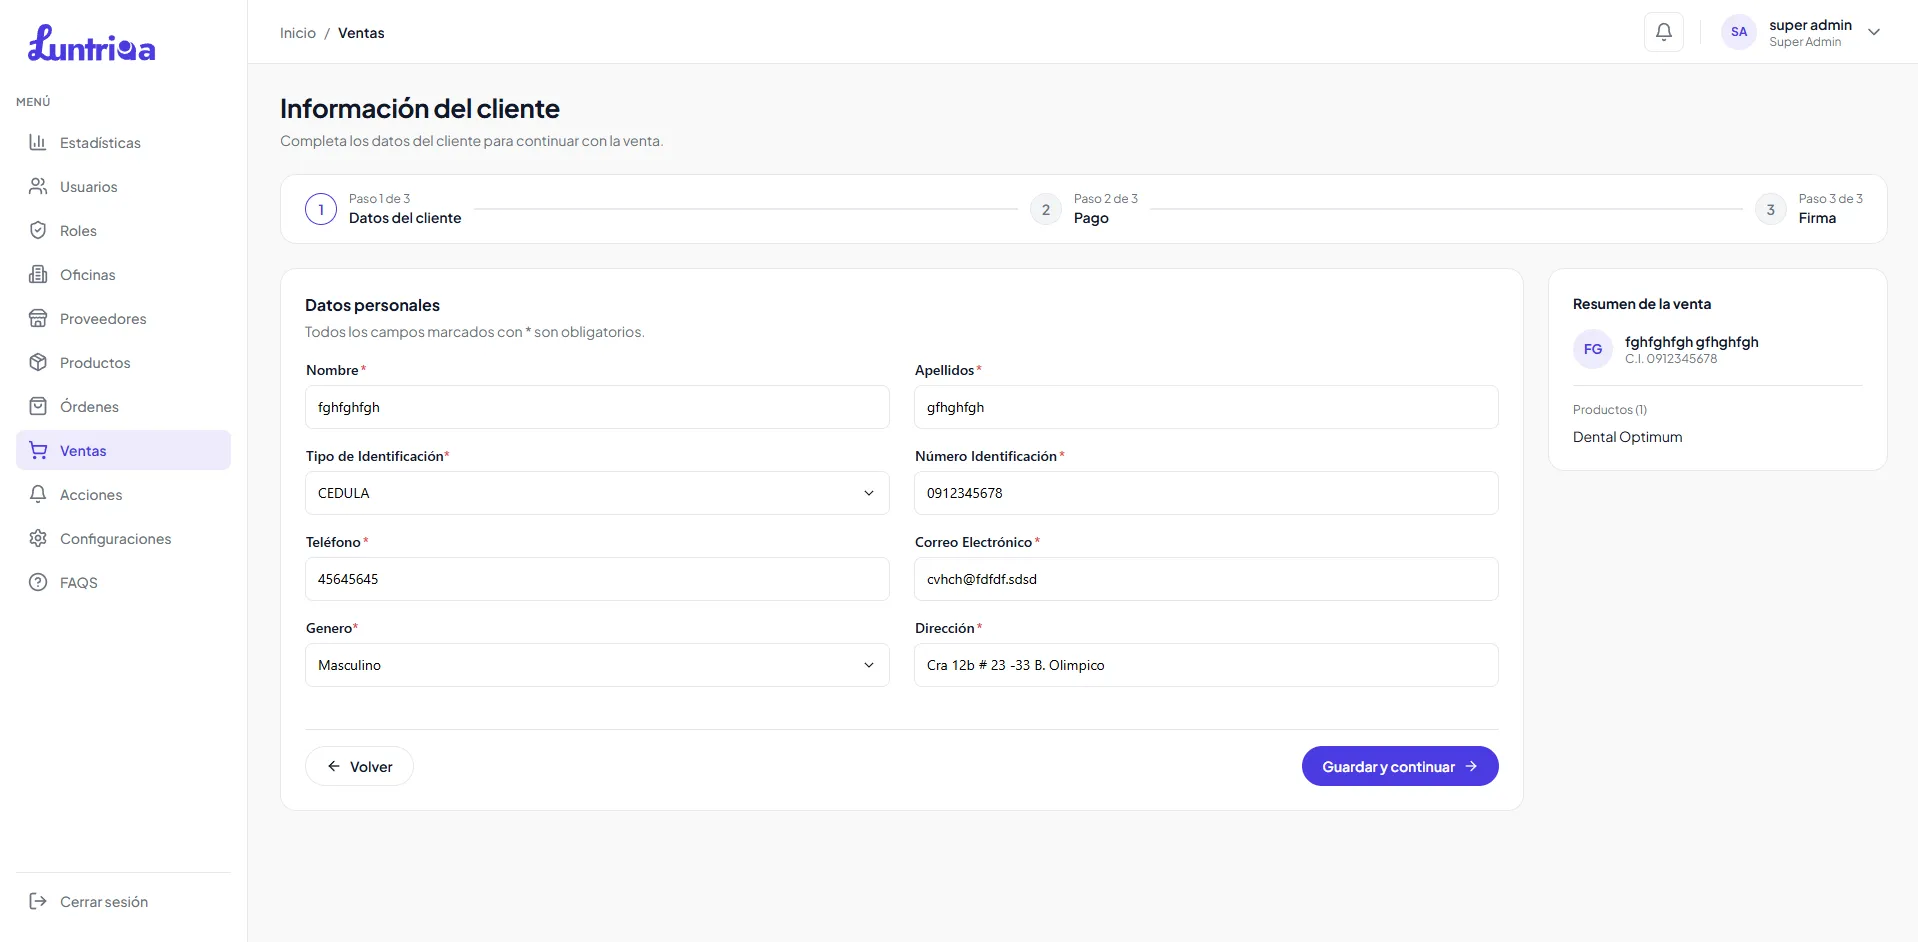 Luntriqa
MENÚ
Estadísticas
Usuarios
Roles
Oficinas
Proveedores
Productos
Órdenes
Ventas
Acciones
Configuraciones
FAQS
Cerrar sesión
Inicio / Ventas
SA
super admin
Super Admin
Información del cliente
Completa los datos del cliente para continuar con la venta.
1
Paso 1 de 3
Datos del cliente
2
Paso 2 de 3
Pago
3
Paso 3 de 3
Firma
Datos personales
Todos los campos marcados con * son obligatorios.
Nombre*
fghfghfgh
Apellidos*
gfhghfgh
Tipo de Identificación*
CEDULA
Número Identificación*
0912345678
Teléfono*
45645645
Correo Electrónico*
cvhch@fdfdf.sdsd
Genero*
Masculino
Dirección*
Cra 12b # 23 -33 B. Olimpico
Volver
Guardar y continuar
Resumen de la venta
FG
fghfghfgh gfhghfgh
C.I. 0912345678
Productos (1)
Dental Optimum